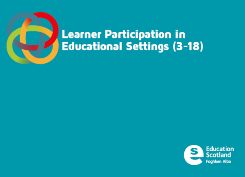 Learner Participation in
Educational Settings (3-18)
Education
Scotland
Foghlam Alba